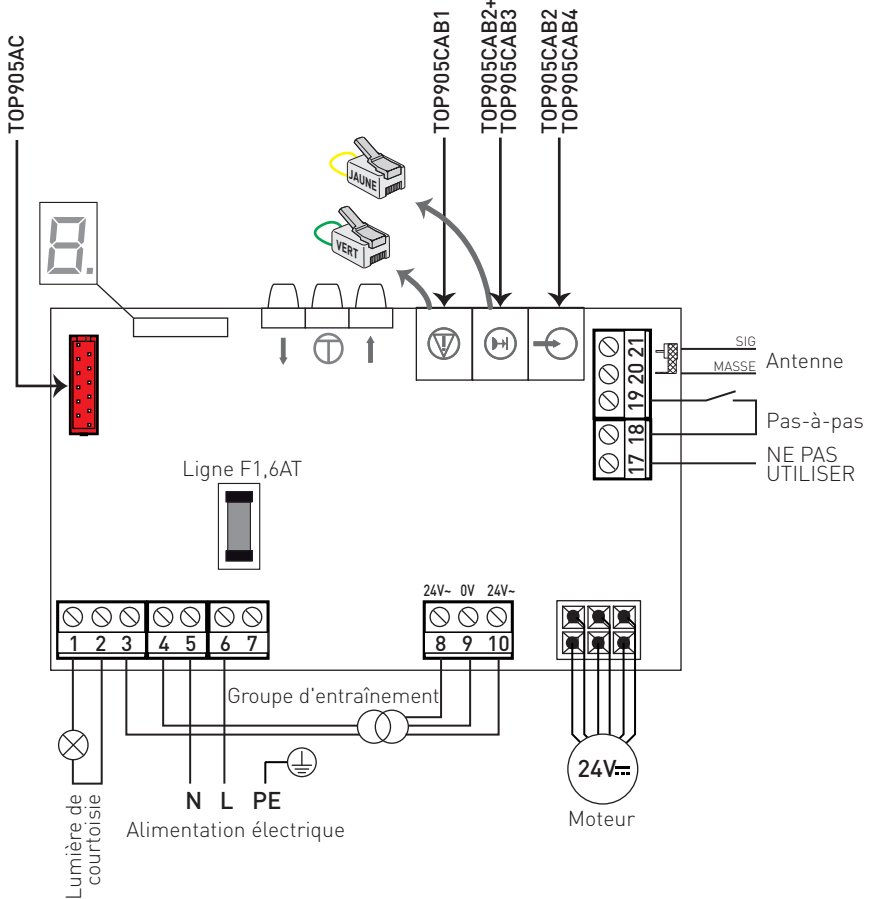 TOP905AC
TOP905CAB1
TOP905CAB2+
TOP905CAB3
TOP905CAB2
TOP905CAB4
JAUNE
VERT
8.
T
21
20
19
18
17
SIG
MASSE
Antenne
Pas-à-pas
NE PAS
UTILISER
Ligne F1,6AT
24V~ 0V 24V~
1 2 3 4 5 6 7
8 9 10
Groupe d'entraînement
N L PE
Alimentation électrique
Lumière de
courtoisie
24V
Moteur